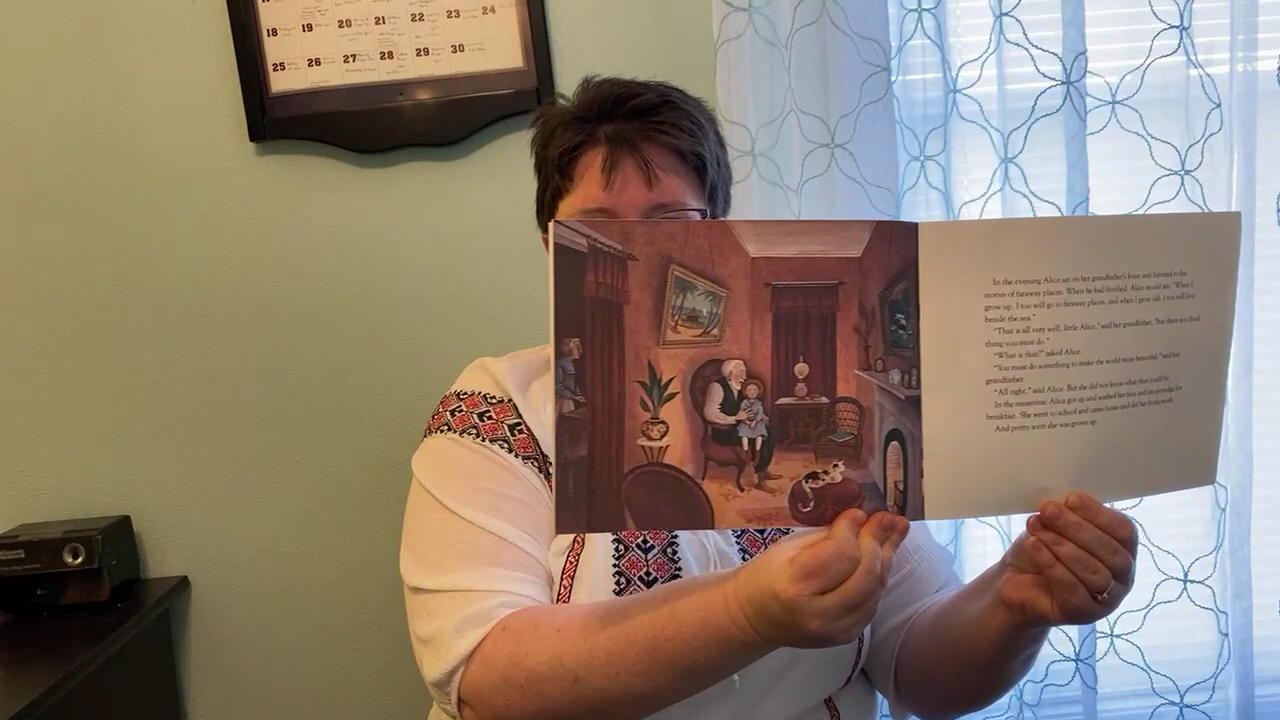 18 19 20 21 22 23 24
25 26 27 28 29 30
In the evening Alice sat on her grandfather's knee and listened to his
stories of faraway places. When he had finished, Alice would say, "When I
grow up, I too will go to faraway places, and when I grow old, I too will live
beside the sea."
"That is all very well, little Alice," said her grandfather, "but there is a third
thing you must do."
"What is that?" asked Alice.
"You must do something to make the world more beautiful," said her
grandfather.
"All right," said Alice. But she did not know what that could be.
In the meantime Alice got up and washed her face and ate porridge for
breakfast. She went to school and came home and did her homework.
And pretty soon she was grown up.